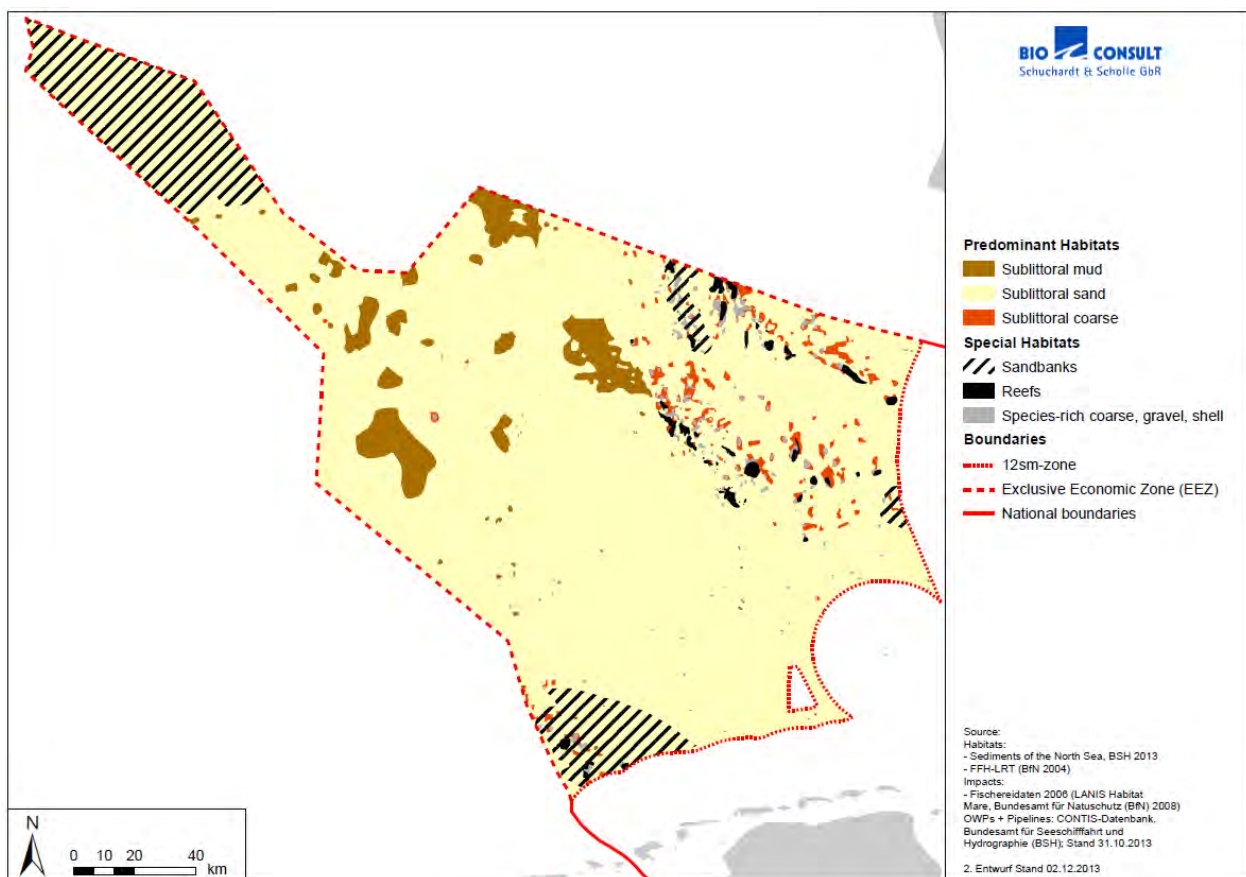 BIO CONSULT
Schuchardt & Scholle GbR
Predominant Habitats
Sublittoral mud
Sublittoral sand
Sublittoral coarse
Special Habitats
Sandbanks
Reefs
Species-rich coarse, gravel, shell
Boundaries
12sm-zone
Exclusive Economic Zone (EEZ)
National boundaries
Source:
Habitats:
- Sediments of the North Sea, BSH 2013
- FFH-LRT (BfN 2004)
Impacts:
- Fischereidaten 2006 (LANIS Habitat
Mare, Bundesamt für Natuschutz (BfN) 2008)
OWPs + Pipelines: CONTIS-Datenbank.
Bundesamt für Seeschifffahrt und
Hydrographie (BSH); Stand 31.10.2013
2. Entwurf Stand 02.12.2013
N
0 10 20 40
km